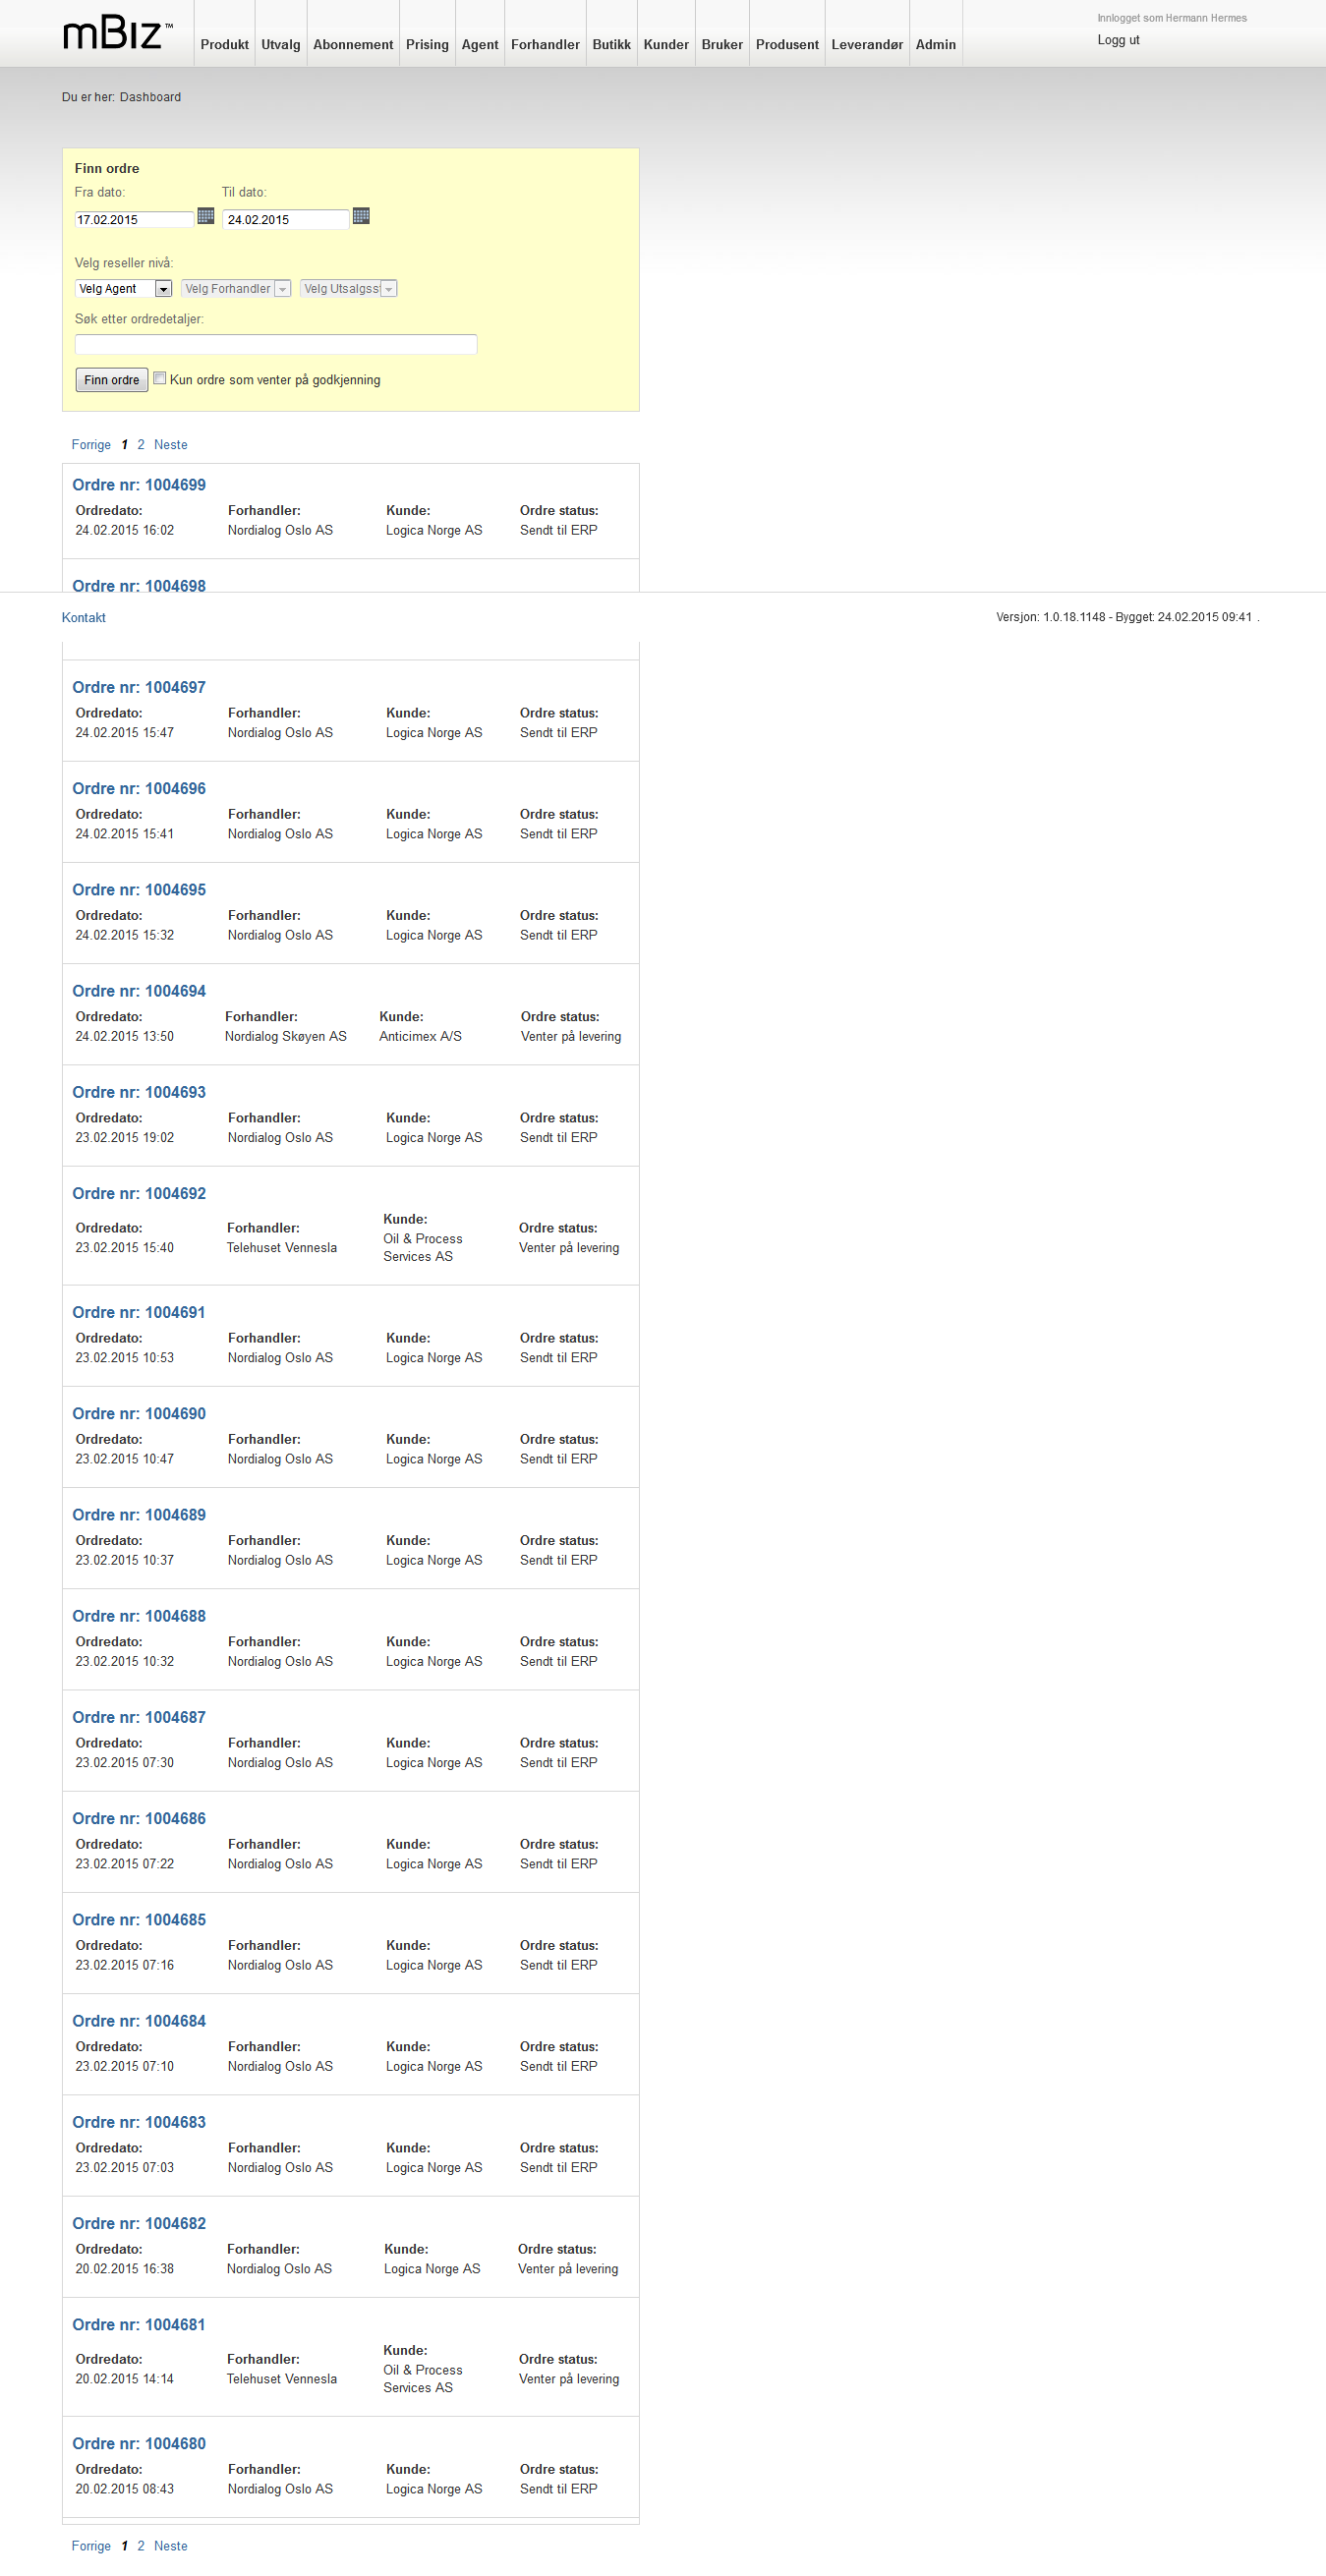 mBiz™
Produkt Utvalg Abonnement Prising Agent Forhandler Butikk Kunder Bruker Produsent Leverandør Admin
Innlogget som Hermann Hermes
Logg ut
Du er her: Dashboard
Finn ordre
Fra dato: Til dato:
17.02.2015 24.02.2015
Velg reseller nivå:
Velg Agent Velg Forhandler Velg Utsalgss
Søk etter ordredetaljer:
Finn ordre Kun ordre som venter på godkjenning
Forrige 1 2 Neste
Ordre nr: 1004699
Ordredato: Forhandler: Kunde: Ordre status:
24.02.2015 16:02 Nordialog Oslo AS Logica Norge AS Sendt til ERP
Ordre nr: 1004698
Kontakt Versjon: 1.0.18.1148 - Bygget: 24.02.2015 09:41 .
Ordre nr: 1004697
Ordredato: Forhandler: Kunde: Ordre status:
24.02.2015 15:47 Nordialog Oslo AS Logica Norge AS Sendt til ERP
Ordre nr: 1004696
Ordredato: Forhandler: Kunde: Ordre status:
24.02.2015 15:41 Nordialog Oslo AS Logica Norge AS Sendt til ERP
Ordre nr: 1004695
Ordredato: Forhandler: Kunde: Ordre status:
24.02.2015 15:32 Nordialog Oslo AS Logica Norge AS Sendt til ERP
Ordre nr: 1004694
Ordredato: Forhandler: Kunde: Ordre status:
24.02.2015 13:50 Nordialog Skøyen AS Anticimex A/S Venter på levering
Ordre nr: 1004693
Ordredato: Forhandler: Kunde: Ordre status:
23.02.2015 19:02 Nordialog Oslo AS Logica Norge AS Sendt til ERP
Ordre nr: 1004692
Ordredato: Forhandler: Kunde: Ordre status:
23.02.2015 15:40 Telehuset Vennesla Oil & Process Venter på levering
Services AS
Ordre nr: 1004691
Ordredato: Forhandler: Kunde: Ordre status:
23.02.2015 10:53 Nordialog Oslo AS Logica Norge AS Sendt til ERP
Ordre nr: 1004690
Ordredato: Forhandler: Kunde: Ordre status:
23.02.2015 10:47 Nordialog Oslo AS Logica Norge AS Sendt til ERP
Ordre nr: 1004689
Ordredato: Forhandler: Kunde: Ordre status:
23.02.2015 10:37 Nordialog Oslo AS Logica Norge AS Sendt til ERP
Ordre nr: 1004688
Ordredato: Forhandler: Kunde: Ordre status:
23.02.2015 10:32 Nordialog Oslo AS Logica Norge AS Sendt til ERP
Ordre nr: 1004687
Ordredato: Forhandler: Kunde: Ordre status:
23.02.2015 07:30 Nordialog Oslo AS Logica Norge AS Sendt til ERP
Ordre nr: 1004686
Ordredato: Forhandler: Kunde: Ordre status:
23.02.2015 07:22 Nordialog Oslo AS Logica Norge AS Sendt til ERP
Ordre nr: 1004685
Ordredato: Forhandler: Kunde: Ordre status:
23.02.2015 07:16 Nordialog Oslo AS Logica Norge AS Sendt til ERP
Ordre nr: 1004684
Ordredato: Forhandler: Kunde: Ordre status:
23.02.2015 07:10 Nordialog Oslo AS Logica Norge AS Sendt til ERP
Ordre nr: 1004683
Ordredato: Forhandler: Kunde: Ordre status:
23.02.2015 07:03 Nordialog Oslo AS Logica Norge AS Sendt til ERP
Ordre nr: 1004682
Ordredato: Forhandler: Kunde: Ordre status:
20.02.2015 16:38 Nordialog Oslo AS Logica Norge AS Venter på levering
Ordre nr: 1004681
Ordredato: Forhandler: Kunde: Ordre status:
20.02.2015 14:14 Telehuset Vennesla Oil & Process Venter på levering
Services AS
Ordre nr: 1004680
Ordredato: Forhandler: Kunde: Ordre status:
20.02.2015 08:43 Nordialog Oslo AS Logica Norge AS Sendt til ERP
Forrige 1 2 Neste